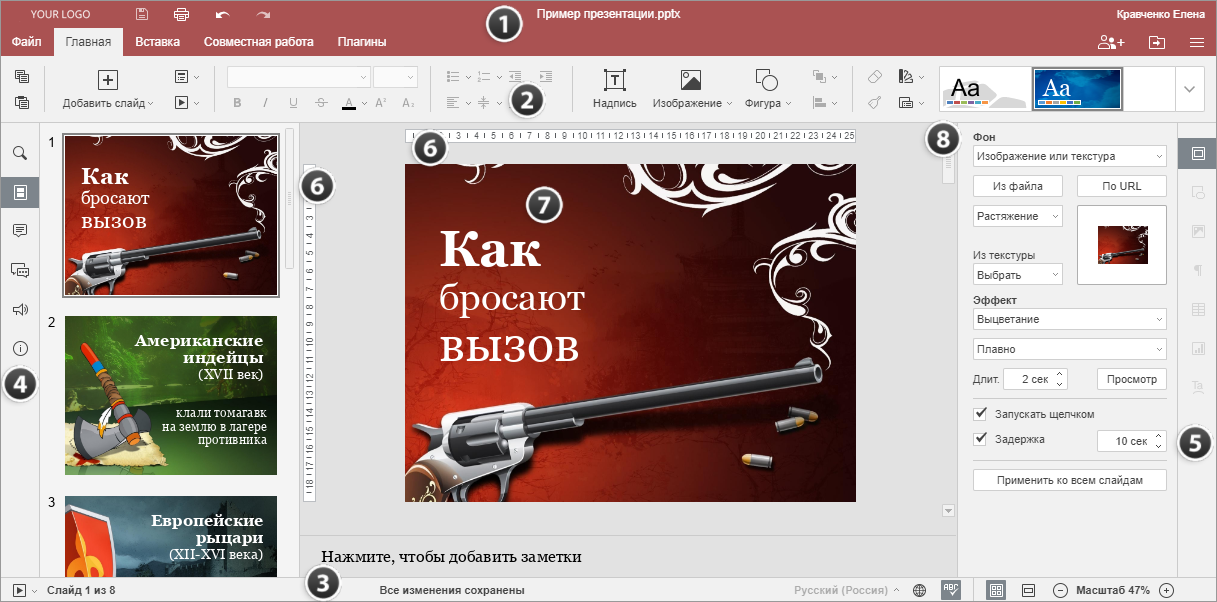 YOUR LOGO
Пример презентации.pptx
Кравченко Елена
1
Файл Главная Вставка Совместная работа Плагины
Добавить слайд
Ж I Ч S A A² A₂
2
Надпись Изображение Фигура
Aa Aa
1
Как
бросают
вызов
2
Американские
индейцы
(XVII век)
клали томагавк
на землю в лагере
противника
3
Европейские
рыцари
(XII-XVI века)
4
6
6
1 2 3 4 5 6 7 8 9 10 11 12 13 14 15 16 17 18 19 20 21 22 23 24 25
3 4 5 6 7 8 9 10 11 12 13 14 15 16 17 18
7
Как
бросают
вызов
Нажмите, чтобы добавить заметки
8
Фон
Изображение или текстура
Из файла По URL
Растяжение
Из текстуры
Выбрать
Эффект
Выцветание
Плавно
Длит. 2 сек Просмотр
Запускать щелчком
Задержка 10 сек
5
Применить ко всем слайдам
Слайд 1 из 8
3
Все изменения сохранены
Русский (Россия)
ABC
Масштаб 47%